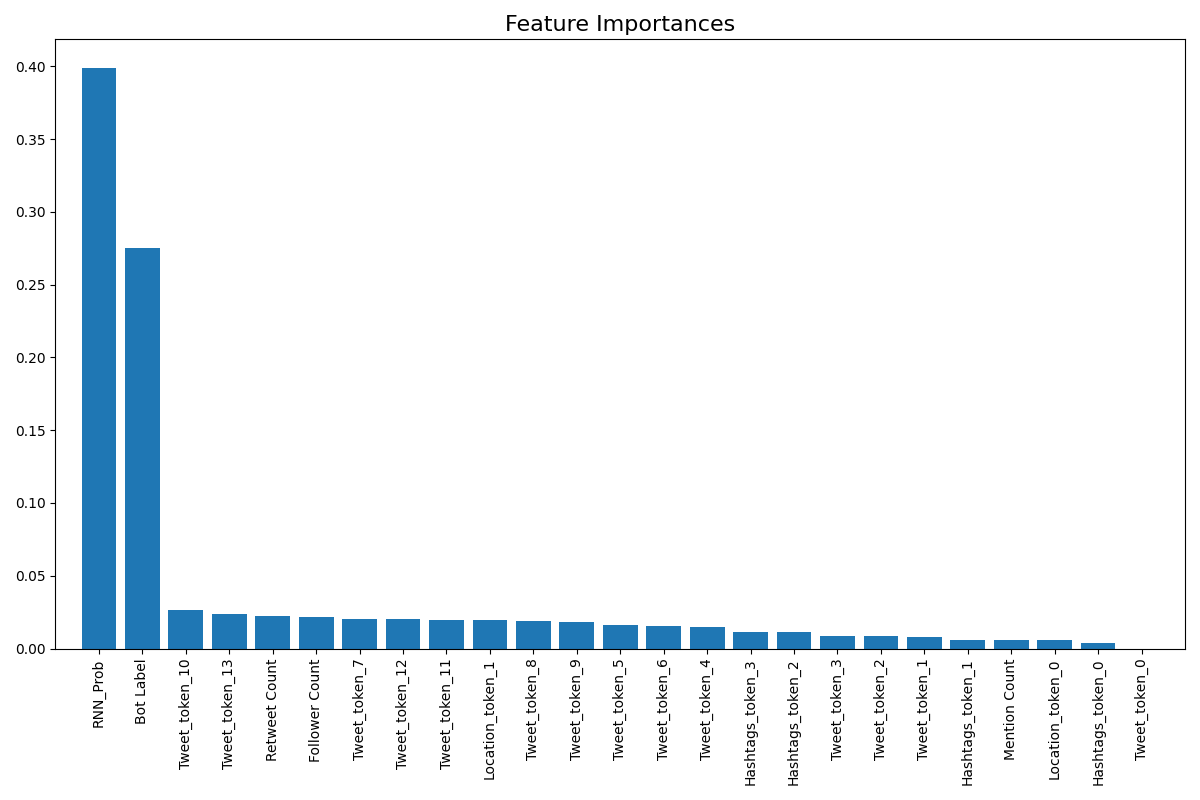 Feature Importances
0.40
0.35
0.30
0.25
0.20
0.15
0.10
0.05
0.00
RNN_Prob
Bot Label
Tweet_token_10
Tweet_token_13
Retweet Count
Follower Count
Tweet_token_7
Tweet_token_12
Tweet_token_11
Location_token_1
Tweet_token_8
Tweet_token_9
Tweet_token_5
Tweet_token_6
Tweet_token_4
Hashtags_token_3
Hashtags_token_2
Tweet_token_3
Tweet_token_2
Tweet_token_1
Hashtags_token_1
Mention Count
Location_token_0
Hashtags_token_0
Tweet_token_0